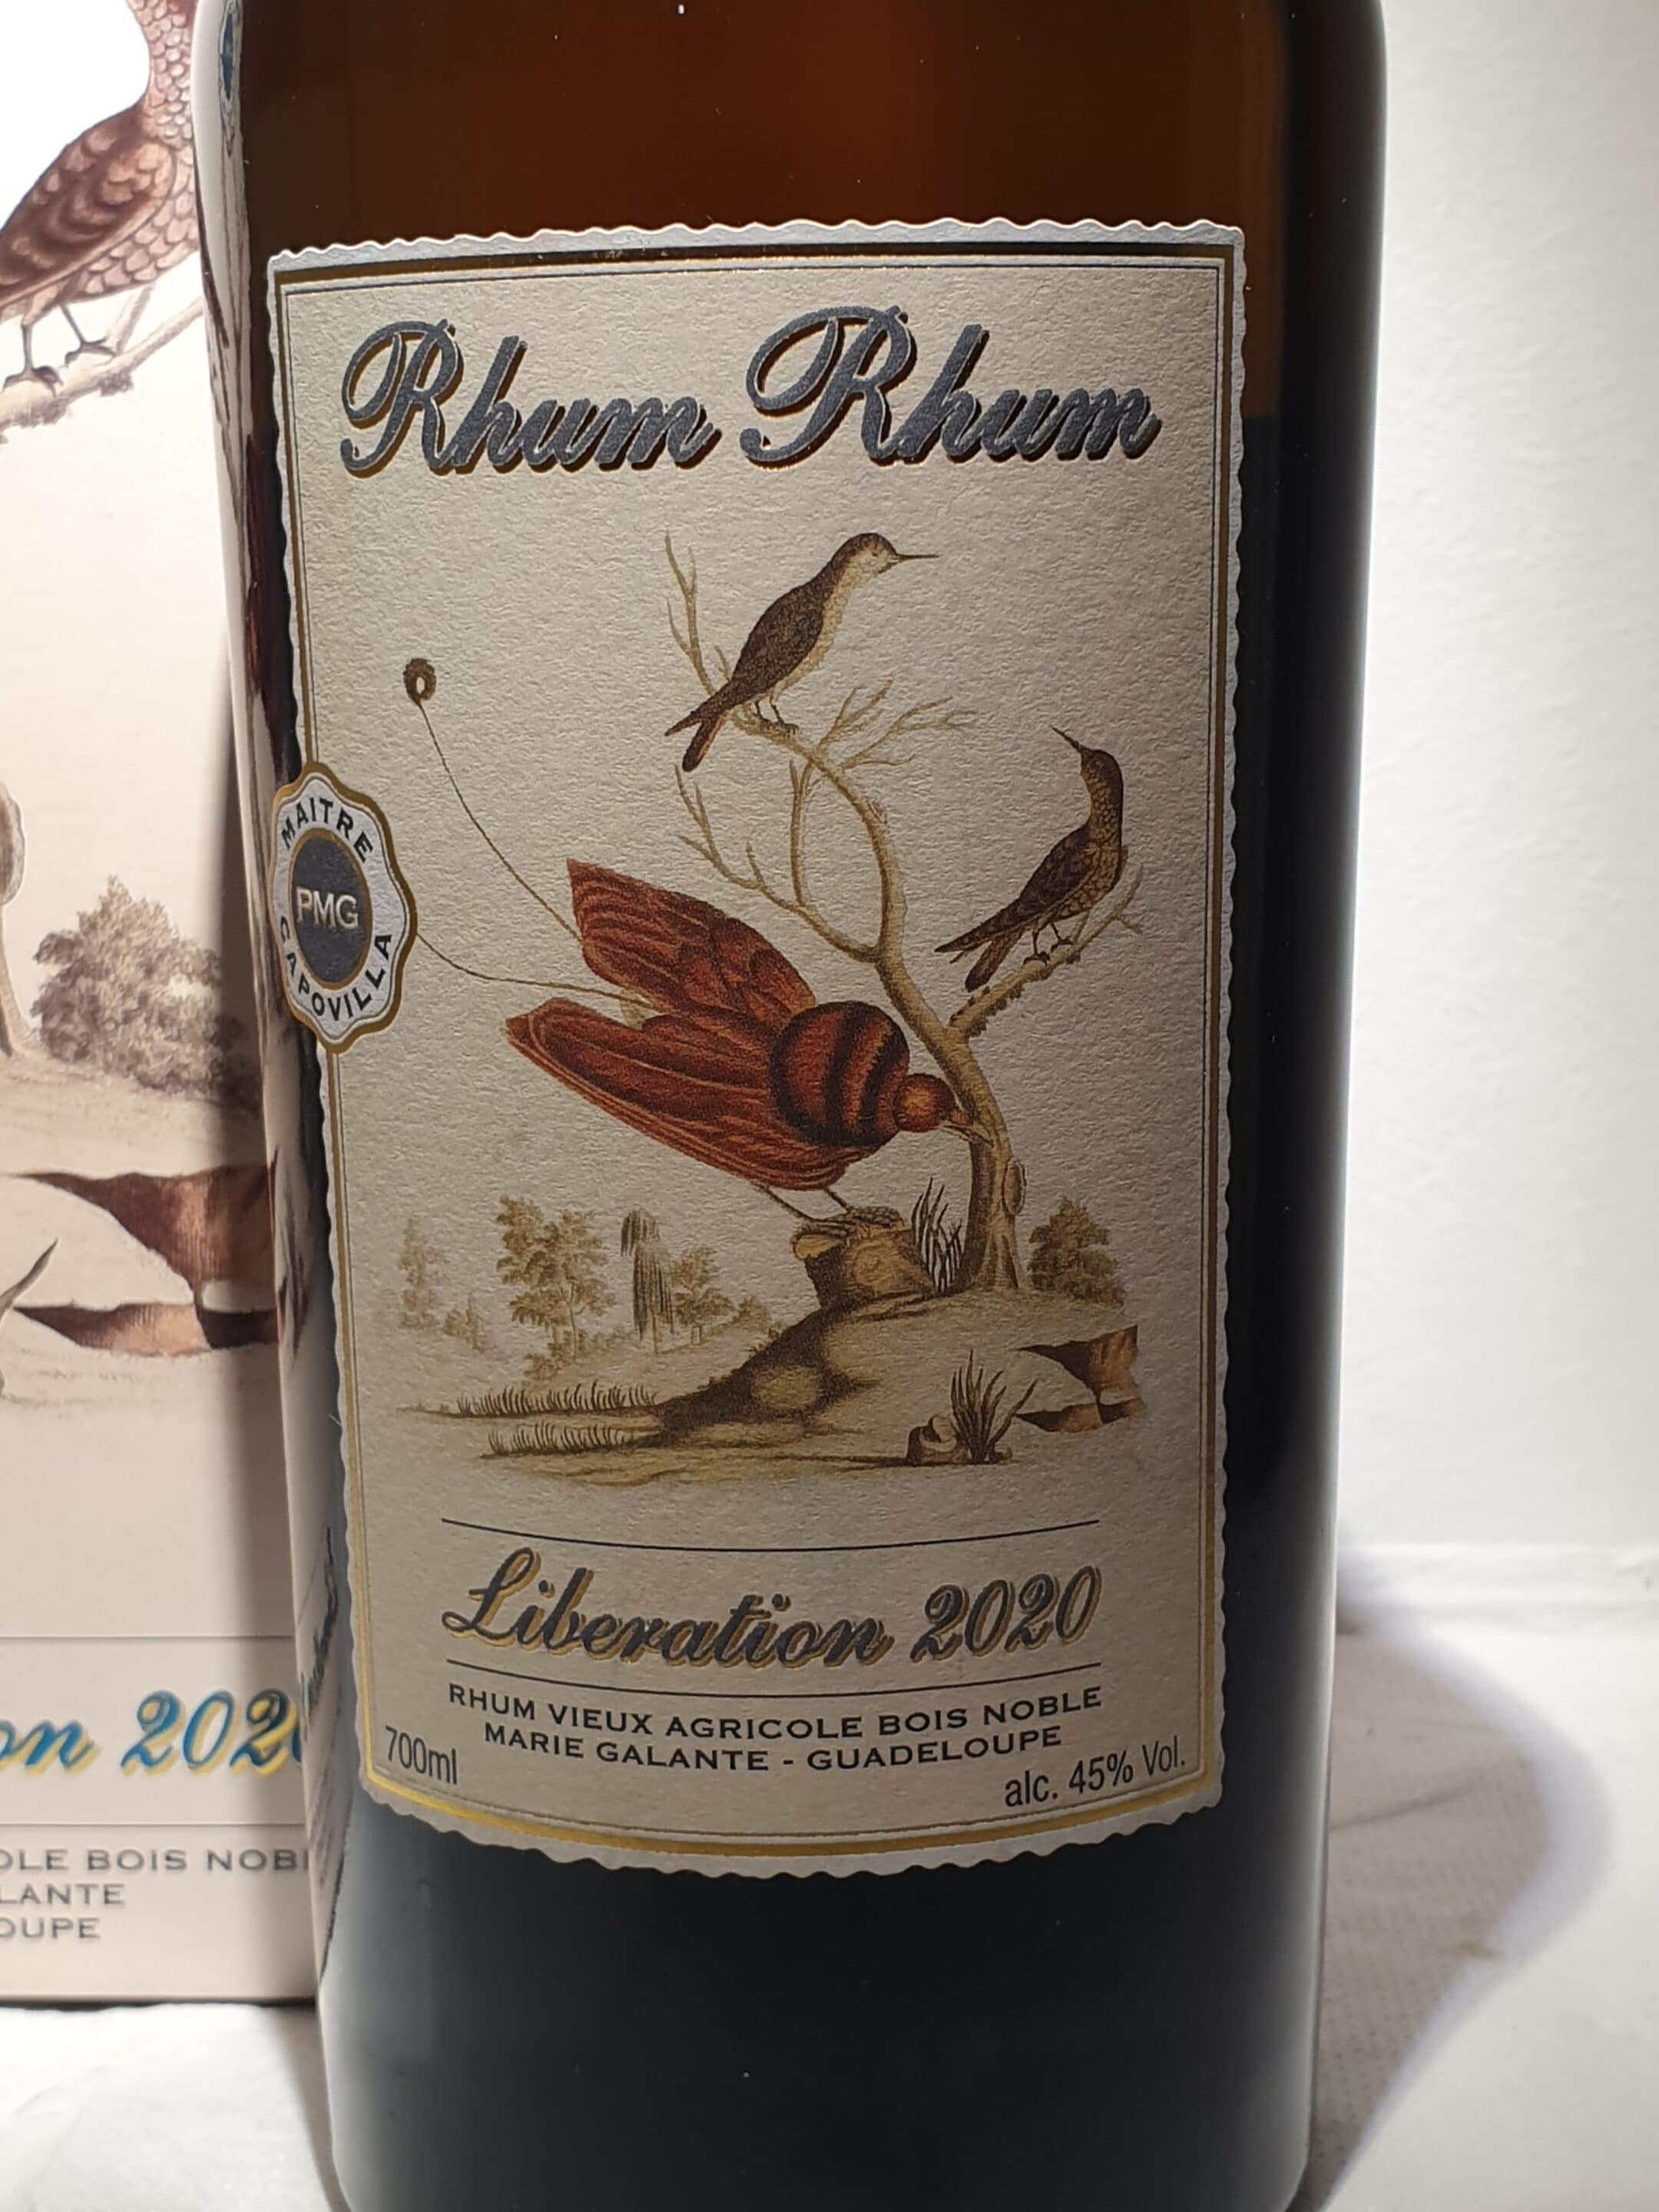 Rhum Rhum
MAITRE
PMG
CAPOVILLA
Liberation 2020
RHUM VIEUX AGRICOLE BOIS NOBLE
MARIE GALANTE - GUADELOUPE
700ml
alc. 45% Vol.
BOIS